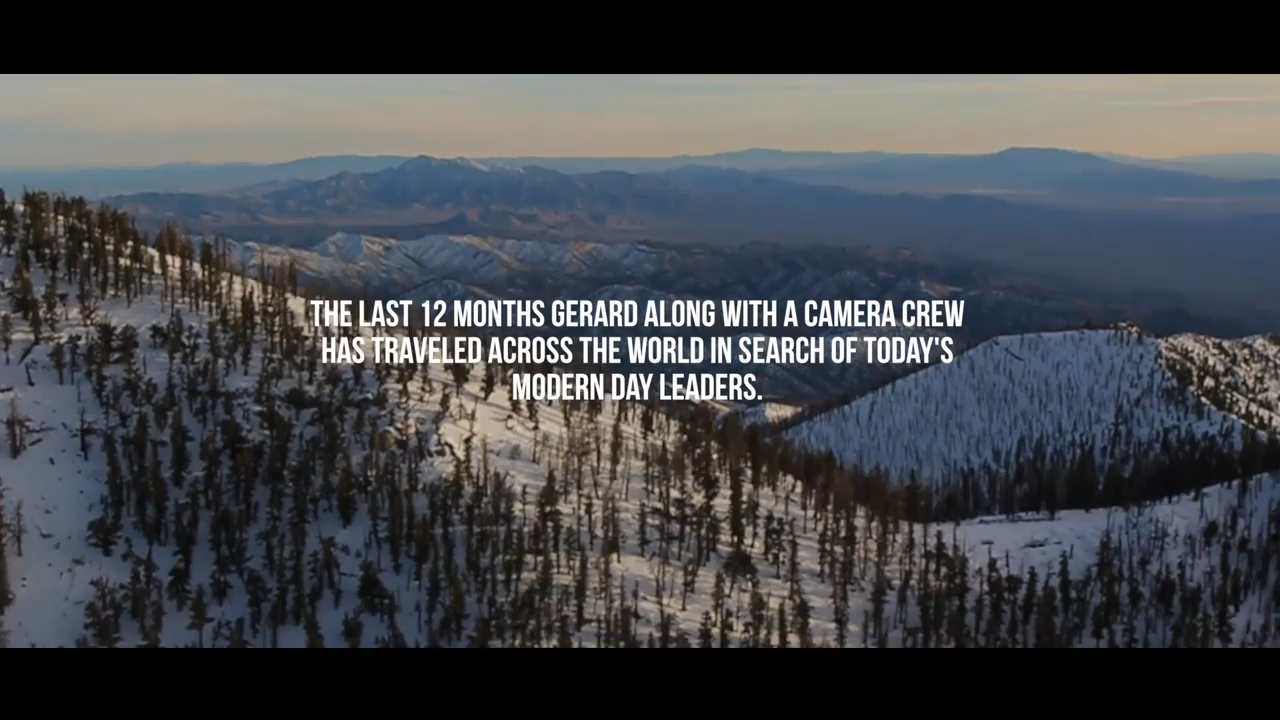 THE LAST 12 MONTHS GERARD ALONG WITH A CAMERA CREW
HAS TRAVELED ACROSS THE WORLD IN SEARCH OF TODAY'S
MODERN DAY LEADERS.